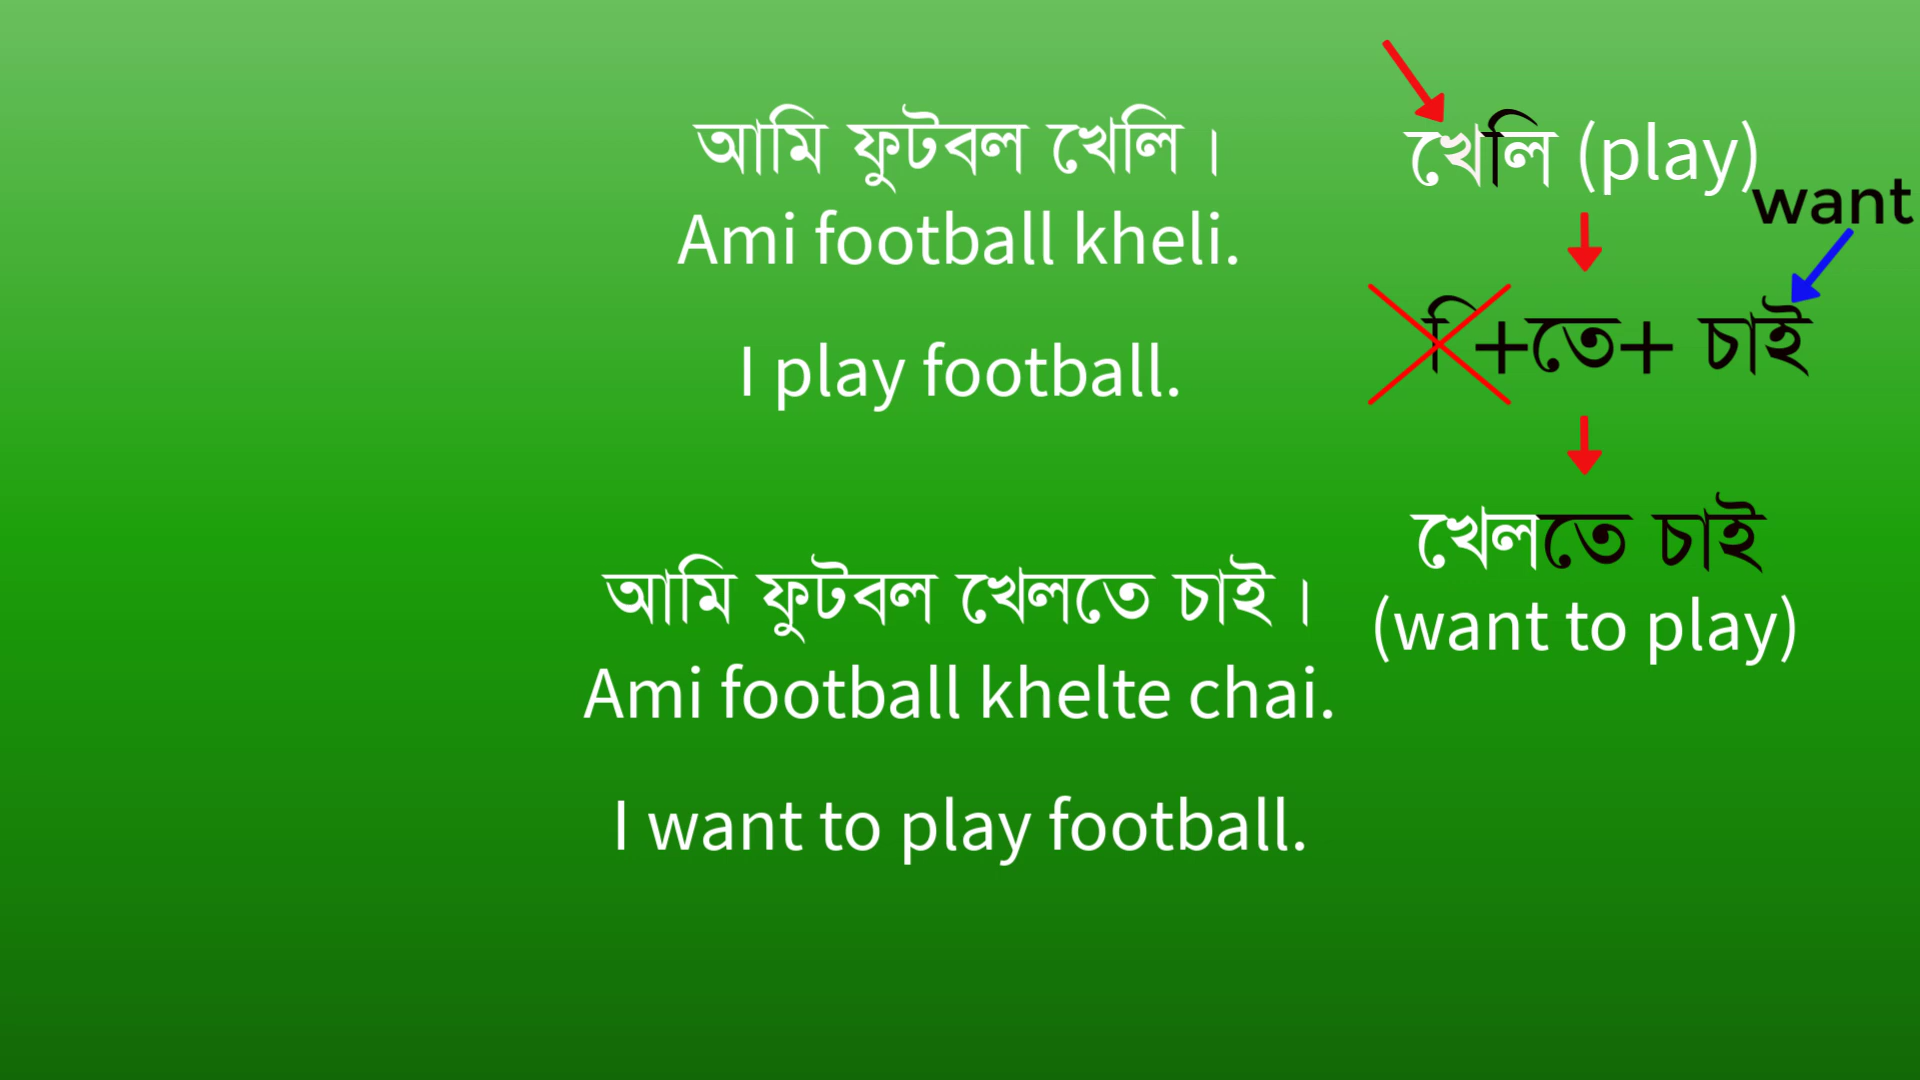 আমি ফুটবল খেলি।
Ami football kheli.
I play football.
আমি ফুটবল খেলতে চাই।
Ami football khelte chai.
I want to play football.
খেলি (play)
want
ি+তে+ চাই
খেলতে চাই
(want to play)